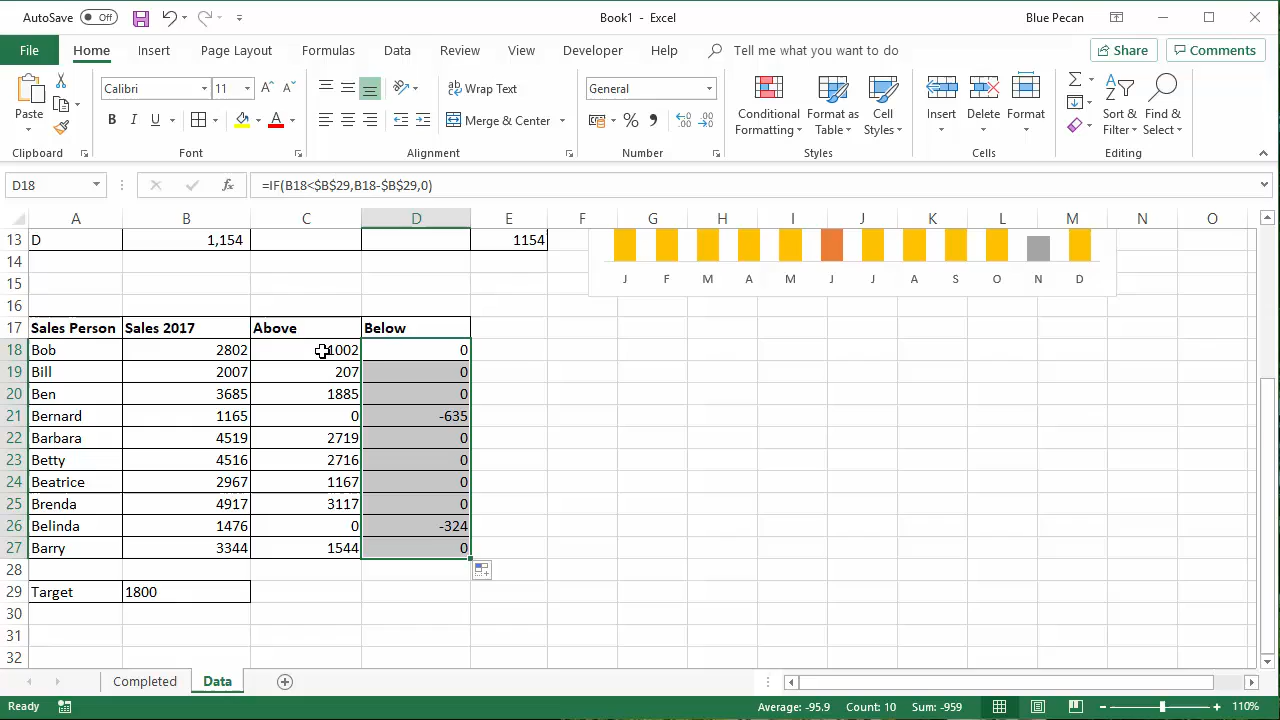 AutoSave Off Book1 - Excel Blue Pecan
File Home Insert Page Layout Formulas Data Review View Developer Help Tell me what you want to do Share Comments
Calibri 11 Wrap Text General
Paste B I U A Merge & Center % Conditional Formatting Format as Table Cell Styles Insert Delete Format Sort & Filter Find & Select
Clipboard Font Alignment Number Styles Cells Editing
D18 fx =IF(B18<$B$29,B18-$B$29,0)
A B C D E F G H I J K L M N O
13 D 1,154 1154
14 J F M A M J J A S O N D
15
16
17 Sales Person Sales 2017 Above Below
18 Bob 2802 1002 0
19 Bill 2007 207 0
20 Ben 3685 1885 0
21 Bernard 1165 0 -635
22 Barbara 4519 2719 0
23 Betty 4516 2716 0
24 Beatrice 2967 1167 0
25 Brenda 4917 3117 0
26 Belinda 1476 0 -324
27 Barry 3344 1544 0
28
29 Target 1800
30
31
32
Completed Data
Ready Average: -95.9 Count: 10 Sum: -959 110%